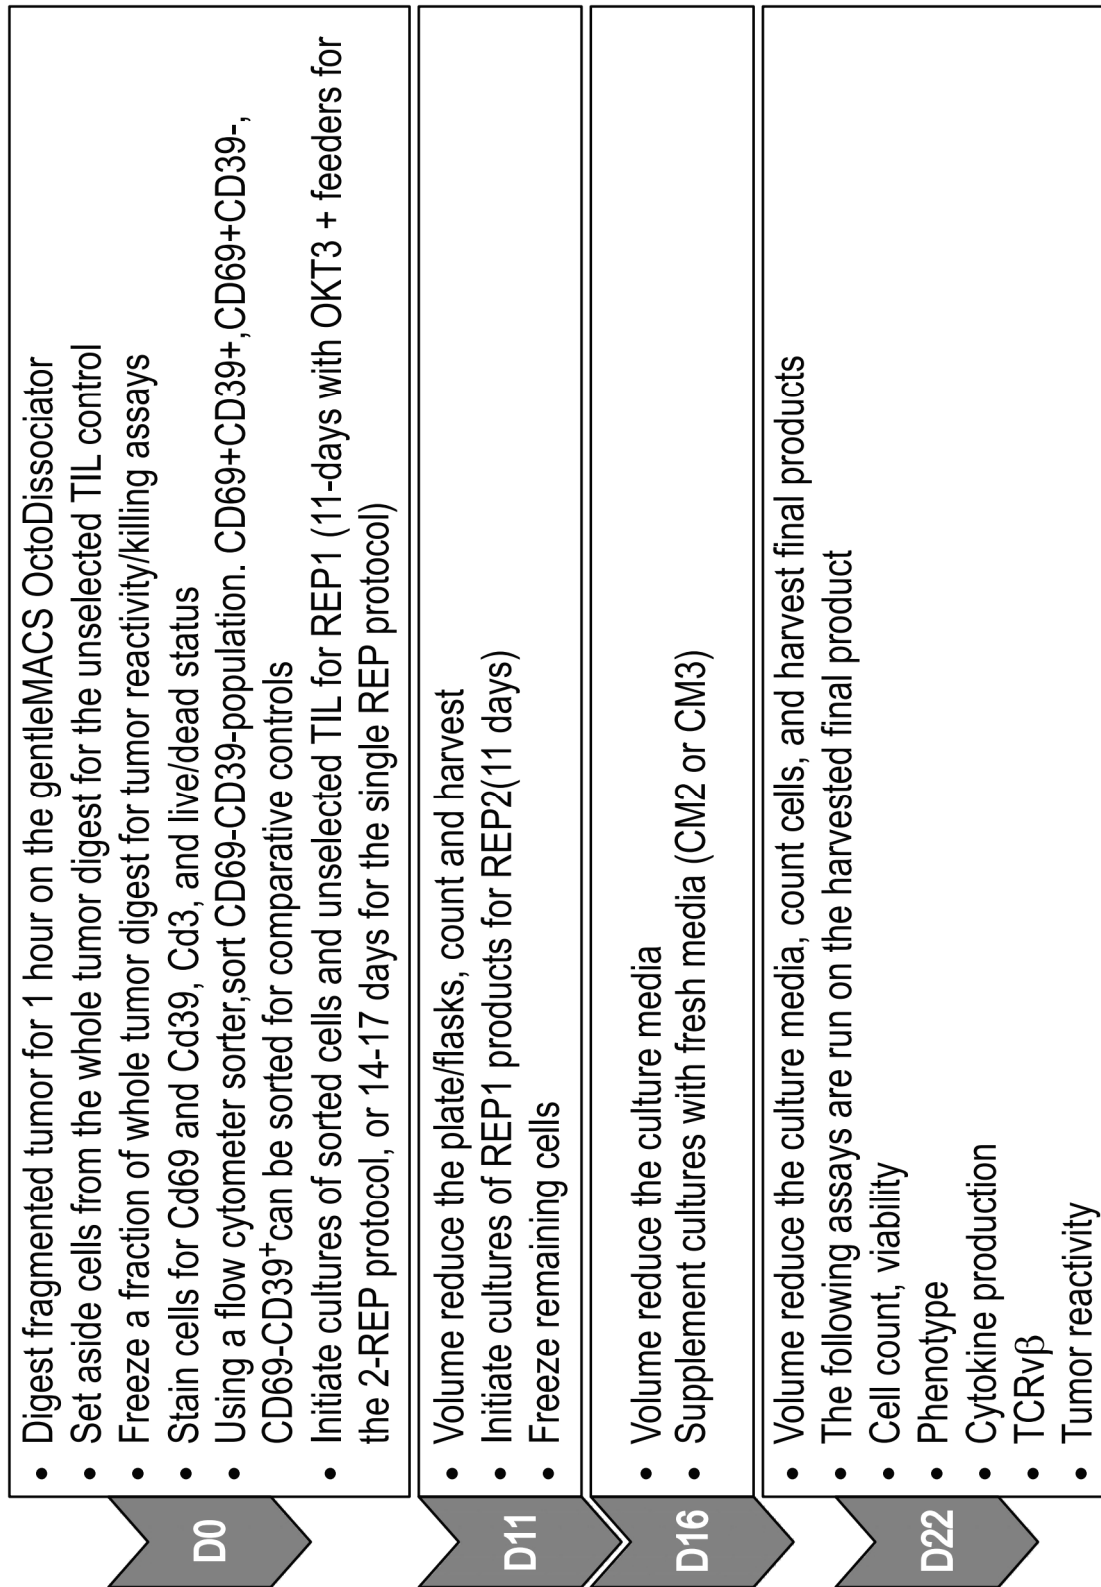 D0
• Digest fragmented tumor for 1 hour on the gentleMACS OctoDissociator
• Set aside cells from the whole tumor digest for the unselected TIL control
• Freeze a fraction of whole tumor digest for tumor reactivity/killing assays
• Stain cells for Cd69 and Cd39, Cd3, and live/dead status
• Using a flow cytometer sorter,sort CD69-CD39-population. CD69+CD39+,CD69+CD39-,
CD69-CD39⁺can be sorted for comparative controls
• Initiate cultures of sorted cells and unselected TIL for REP1 (11-days with OKT3 + feeders for
the 2-REP protocol, or 14-17 days for the single REP protocol)
D11
• Volume reduce the plate/flasks, count and harvest
• Initiate cultures of REP1 products for REP2(11 days)
• Freeze remaining cells
D16
• Volume reduce the culture media
• Supplement cultures with fresh media (CM2 or CM3)
D22
• Volume reduce the culture media, count cells, and harvest final products
• The following assays are run on the harvested final product
• Cell count, viability
• Phenotype
• Cytokine production
• TCRvβ
• Tumor reactivity